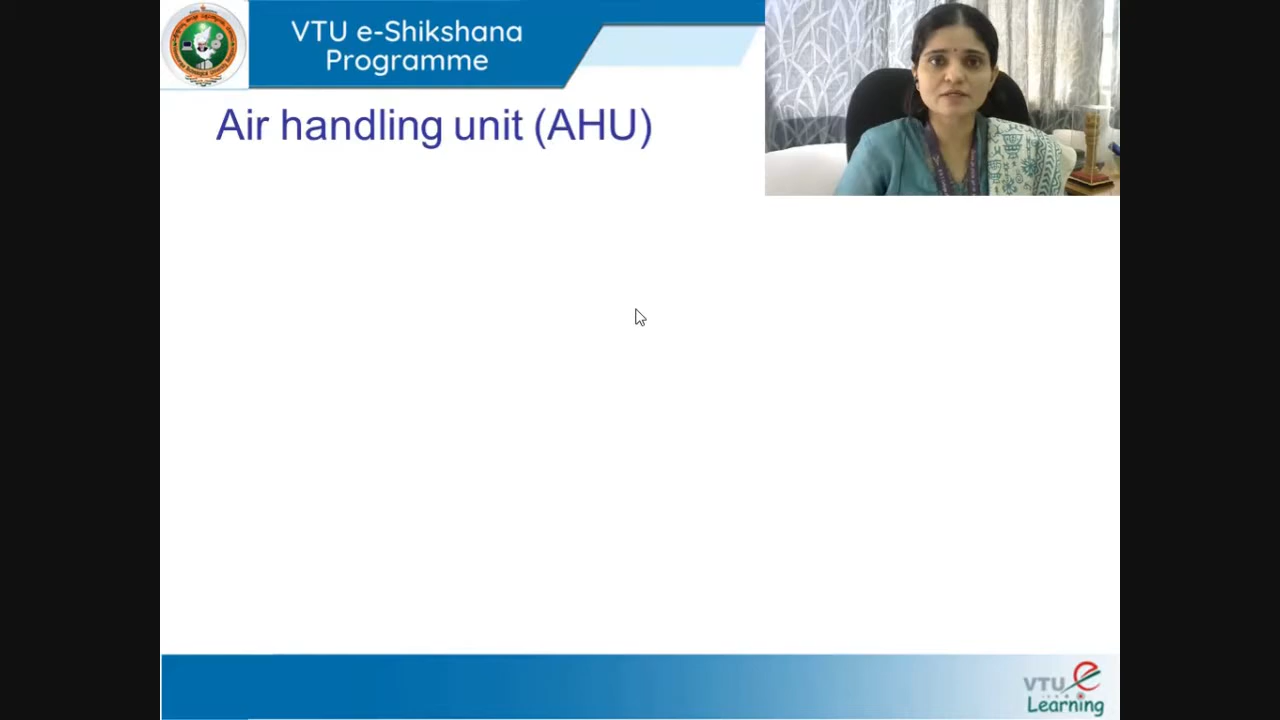 VTU e-Shikshana
Programme
Air handling unit (AHU)
VTU e
Learning